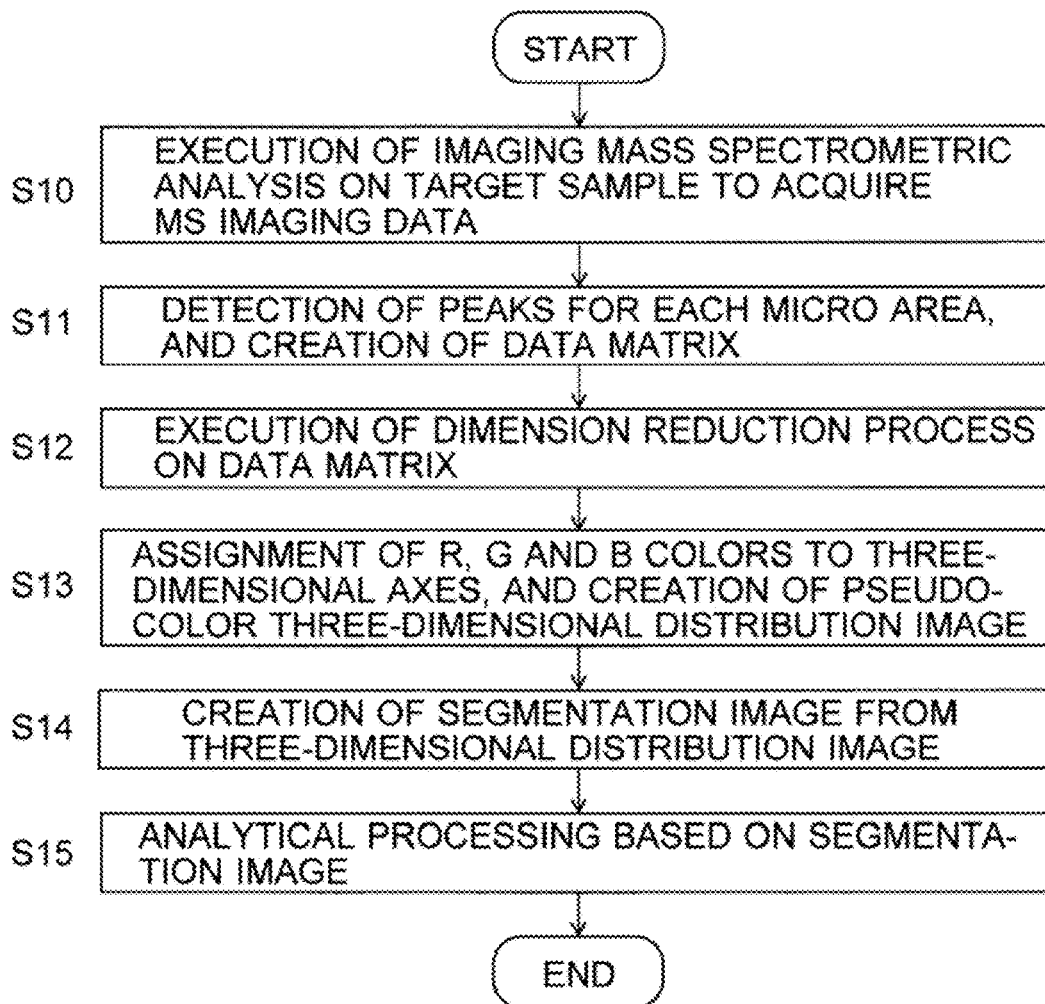 START
S10
EXECUTION OF IMAGING MASS SPECTROMETRIC
ANALYSIS ON TARGET SAMPLE TO ACQUIRE
MS IMAGING DATA
S11
DETECTION OF PEAKS FOR EACH MICRO AREA,
AND CREATION OF DATA MATRIX
S12
EXECUTION OF DIMENSION REDUCTION PROCESS
ON DATA MATRIX
S13
ASSIGNMENT OF R, G AND B COLORS TO THREE-
DIMENSIONAL AXES, AND CREATION OF PSEUDO-
COLOR THREE-DIMENSIONAL DISTRIBUTION IMAGE
S14
CREATION OF SEGMENTATION IMAGE FROM
THREE-DIMENSIONAL DISTRIBUTION IMAGE
S15
ANALYTICAL PROCESSING BASED ON SEGMENTA-
TION IMAGE
END